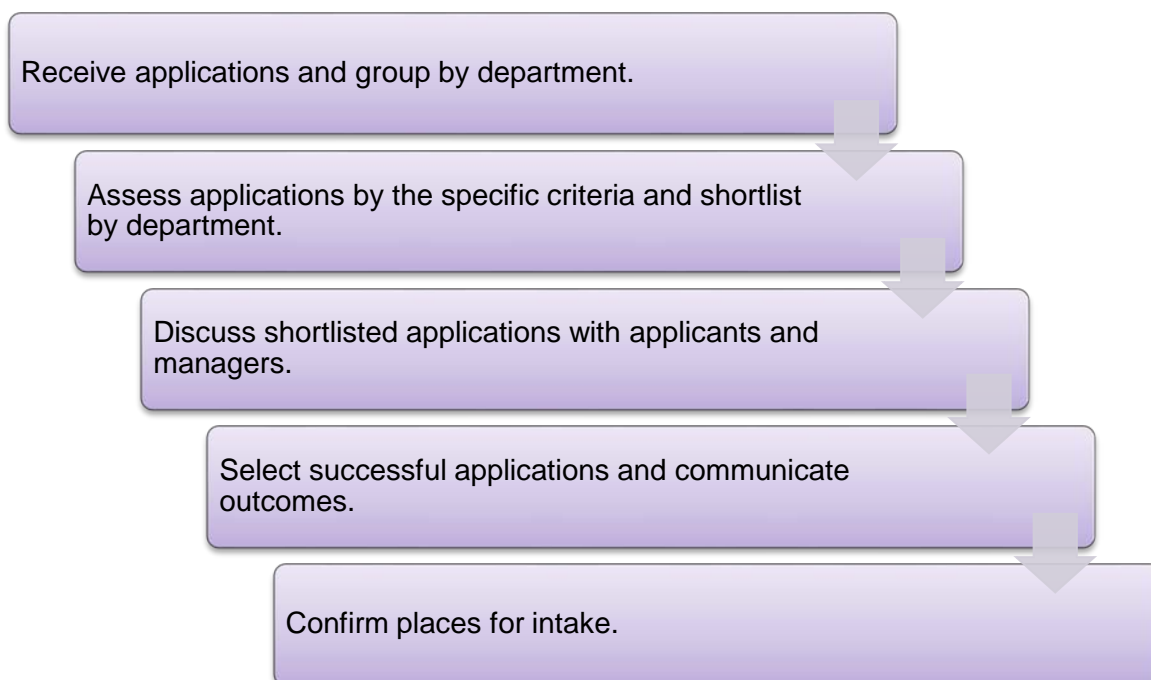 Receive applications and group by department.
Assess applications by the specific criteria and shortlist
by department.
Discuss shortlisted applications with applicants and
managers.
Select successful applications and communicate
outcomes.
Confirm places for intake.